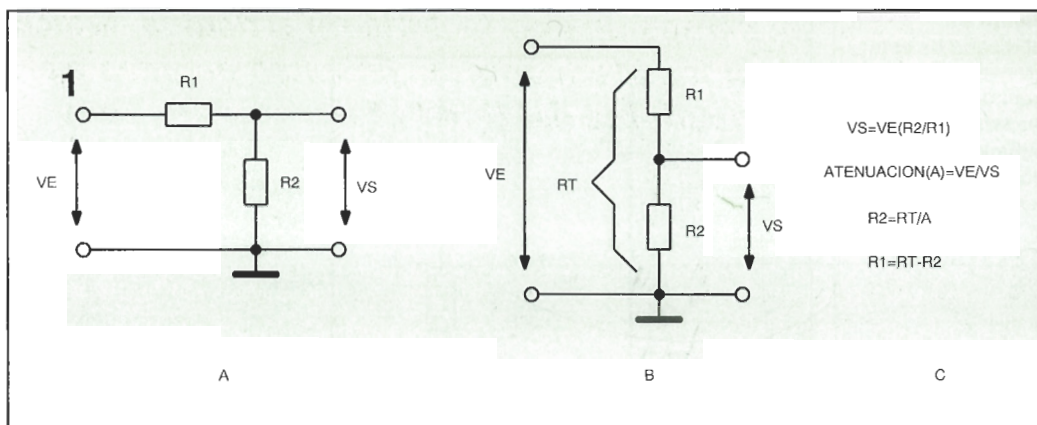 1
R1
VE
R2
VS
A
VE
RT
R1
R2
VS
B
VS=VE(R2/R1)
ATENUACION(A)=VE/VS
R2=RT/A
R1=RT-R2
C